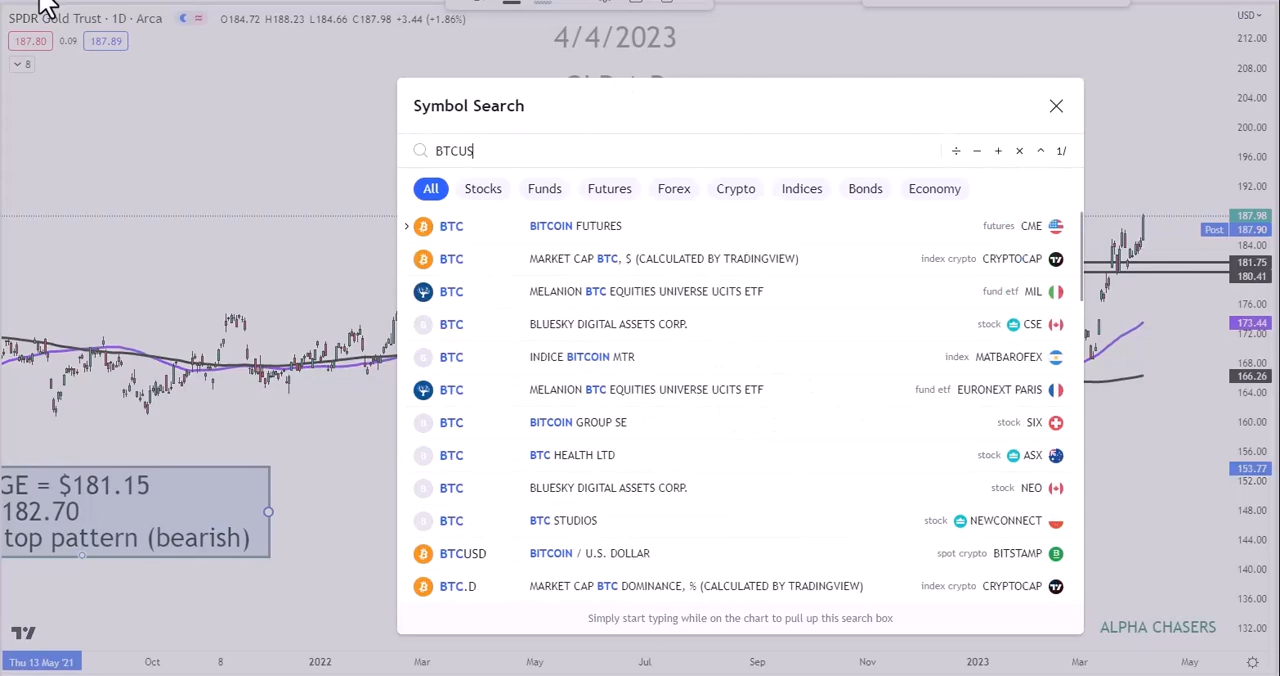 SPDR Gold Trust · 1D · Arca O184.72 H188.23 L184.66 C187.98 +3.44 (+1.86%)
187.80 0.09 187.89
8
4/4/2023
USD
212.00
208.00
204.00
200.00
196.00
192.00
187.98
Post 187.90
184.00
181.75
180.41
176.00
173.44
172.00
168.00
166.26
164.00
160.00
156.00
153.77
152.00
148.00
144.00
140.00
136.00
132.00
Symbol Search
BTCUS ÷ − + × ^ 1/
All Stocks Funds Futures Forex Crypto Indices Bonds Economy
BTC BITCOIN FUTURES futures CME
BTC MARKET CAP BTC, $ (CALCULATED BY TRADINGVIEW) index crypto CRYPTOCAP
BTC MELANION BTC EQUITIES UNIVERSE UCITS ETF fund etf MIL
BTC BLUESKY DIGITAL ASSETS CORP. stock CSE
BTC INDICE BITCOIN MTR index MATBAROFEX
BTC MELANION BTC EQUITIES UNIVERSE UCITS ETF fund etf EURONEXT PARIS
BTC BITCOIN GROUP SE stock SIX
BTC BTC HEALTH LTD stock ASX
BTC BLUESKY DIGITAL ASSETS CORP. stock NEO
BTC BTC STUDIOS stock NEWCONNECT
BTCUSD BITCOIN / U.S. DOLLAR spot crypto BITSTAMP
BTC.D MARKET CAP BTC DOMINANCE, % (CALCULATED BY TRADINGVIEW) index crypto CRYPTOCAP
Simply start typing while on the chart to pull up this search box
GE = $181.15
182.70
top pattern (bearish)
ALPHA CHASERS
Thu 13 May '21 Oct 8 2022 Mar May Jul Sep Nov 2023 Mar May